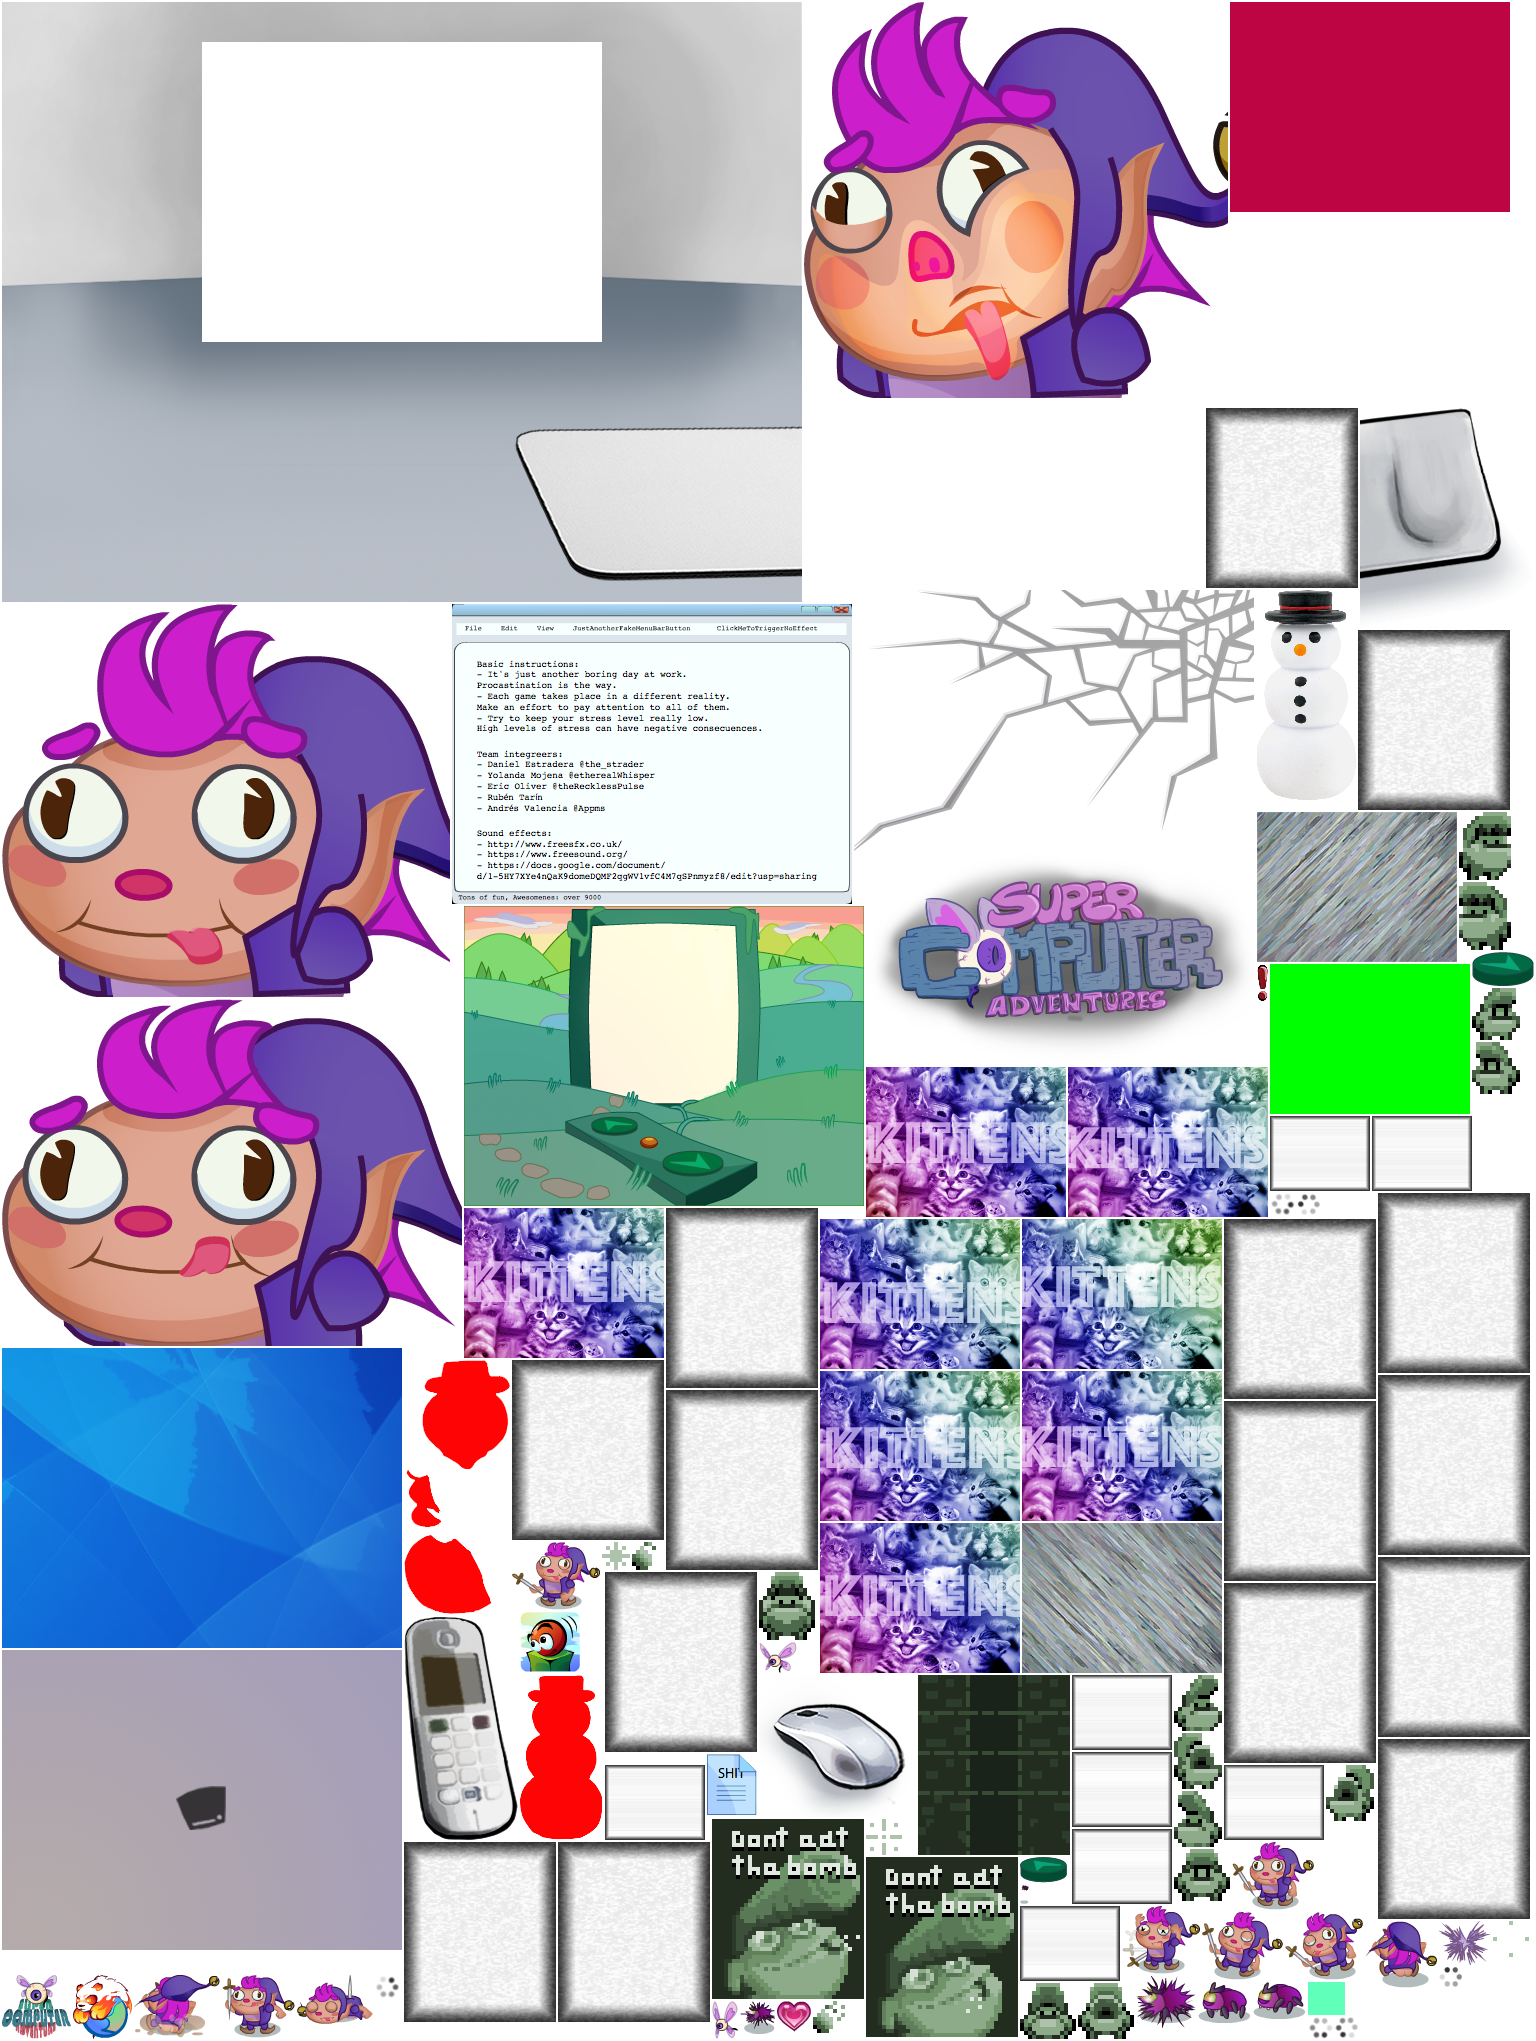 File Edit View JustAnotherFakeMenuBarButton ClickMeToTriggerNoEffect
Basic instructions:
- It's just another boring day at work.
Procastination is the way.
- Each game takes place in a different reality.
Make an effort to pay attention to all of them.
- Try to keep your stress level really low.
High levels of stress can have negative consecuences.
Team integreers:
- Daniel Estradera @the_strader
- Yolanda Mojena @etherealWhisper
- Eric Oliver @theRecklessPulse
- Rubén Tarín
- Andrés Valencia @Appms
Sound effects:
- http://www.freesfx.co.uk/
- https://www.freesound.org/
- https://docs.google.com/document/
d/1-5HY7XYe4nQaK9domeDQMF2qgWV1vfC4M7qSPnmyzf8/edit?usp=sharing
Tons of fun, Awesomenes: over 9000
SUPER
COMPUTER
ADVENTURES
KITTENS
KITTENS
KITTENS
KITTENS
KITTENS
KITTENS
KITTENS
KITTENS
SHIT
Dont eat
the bomb
Dont eat
the bomb